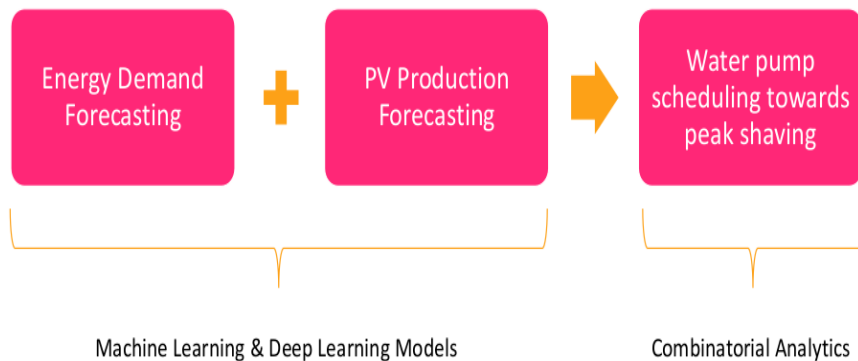 Energy Demand
Forecasting
PV Production
Forecasting
Water pump
scheduling towards
peak shaving
Machine Learning & Deep Learning Models
Combinatorial Analytics